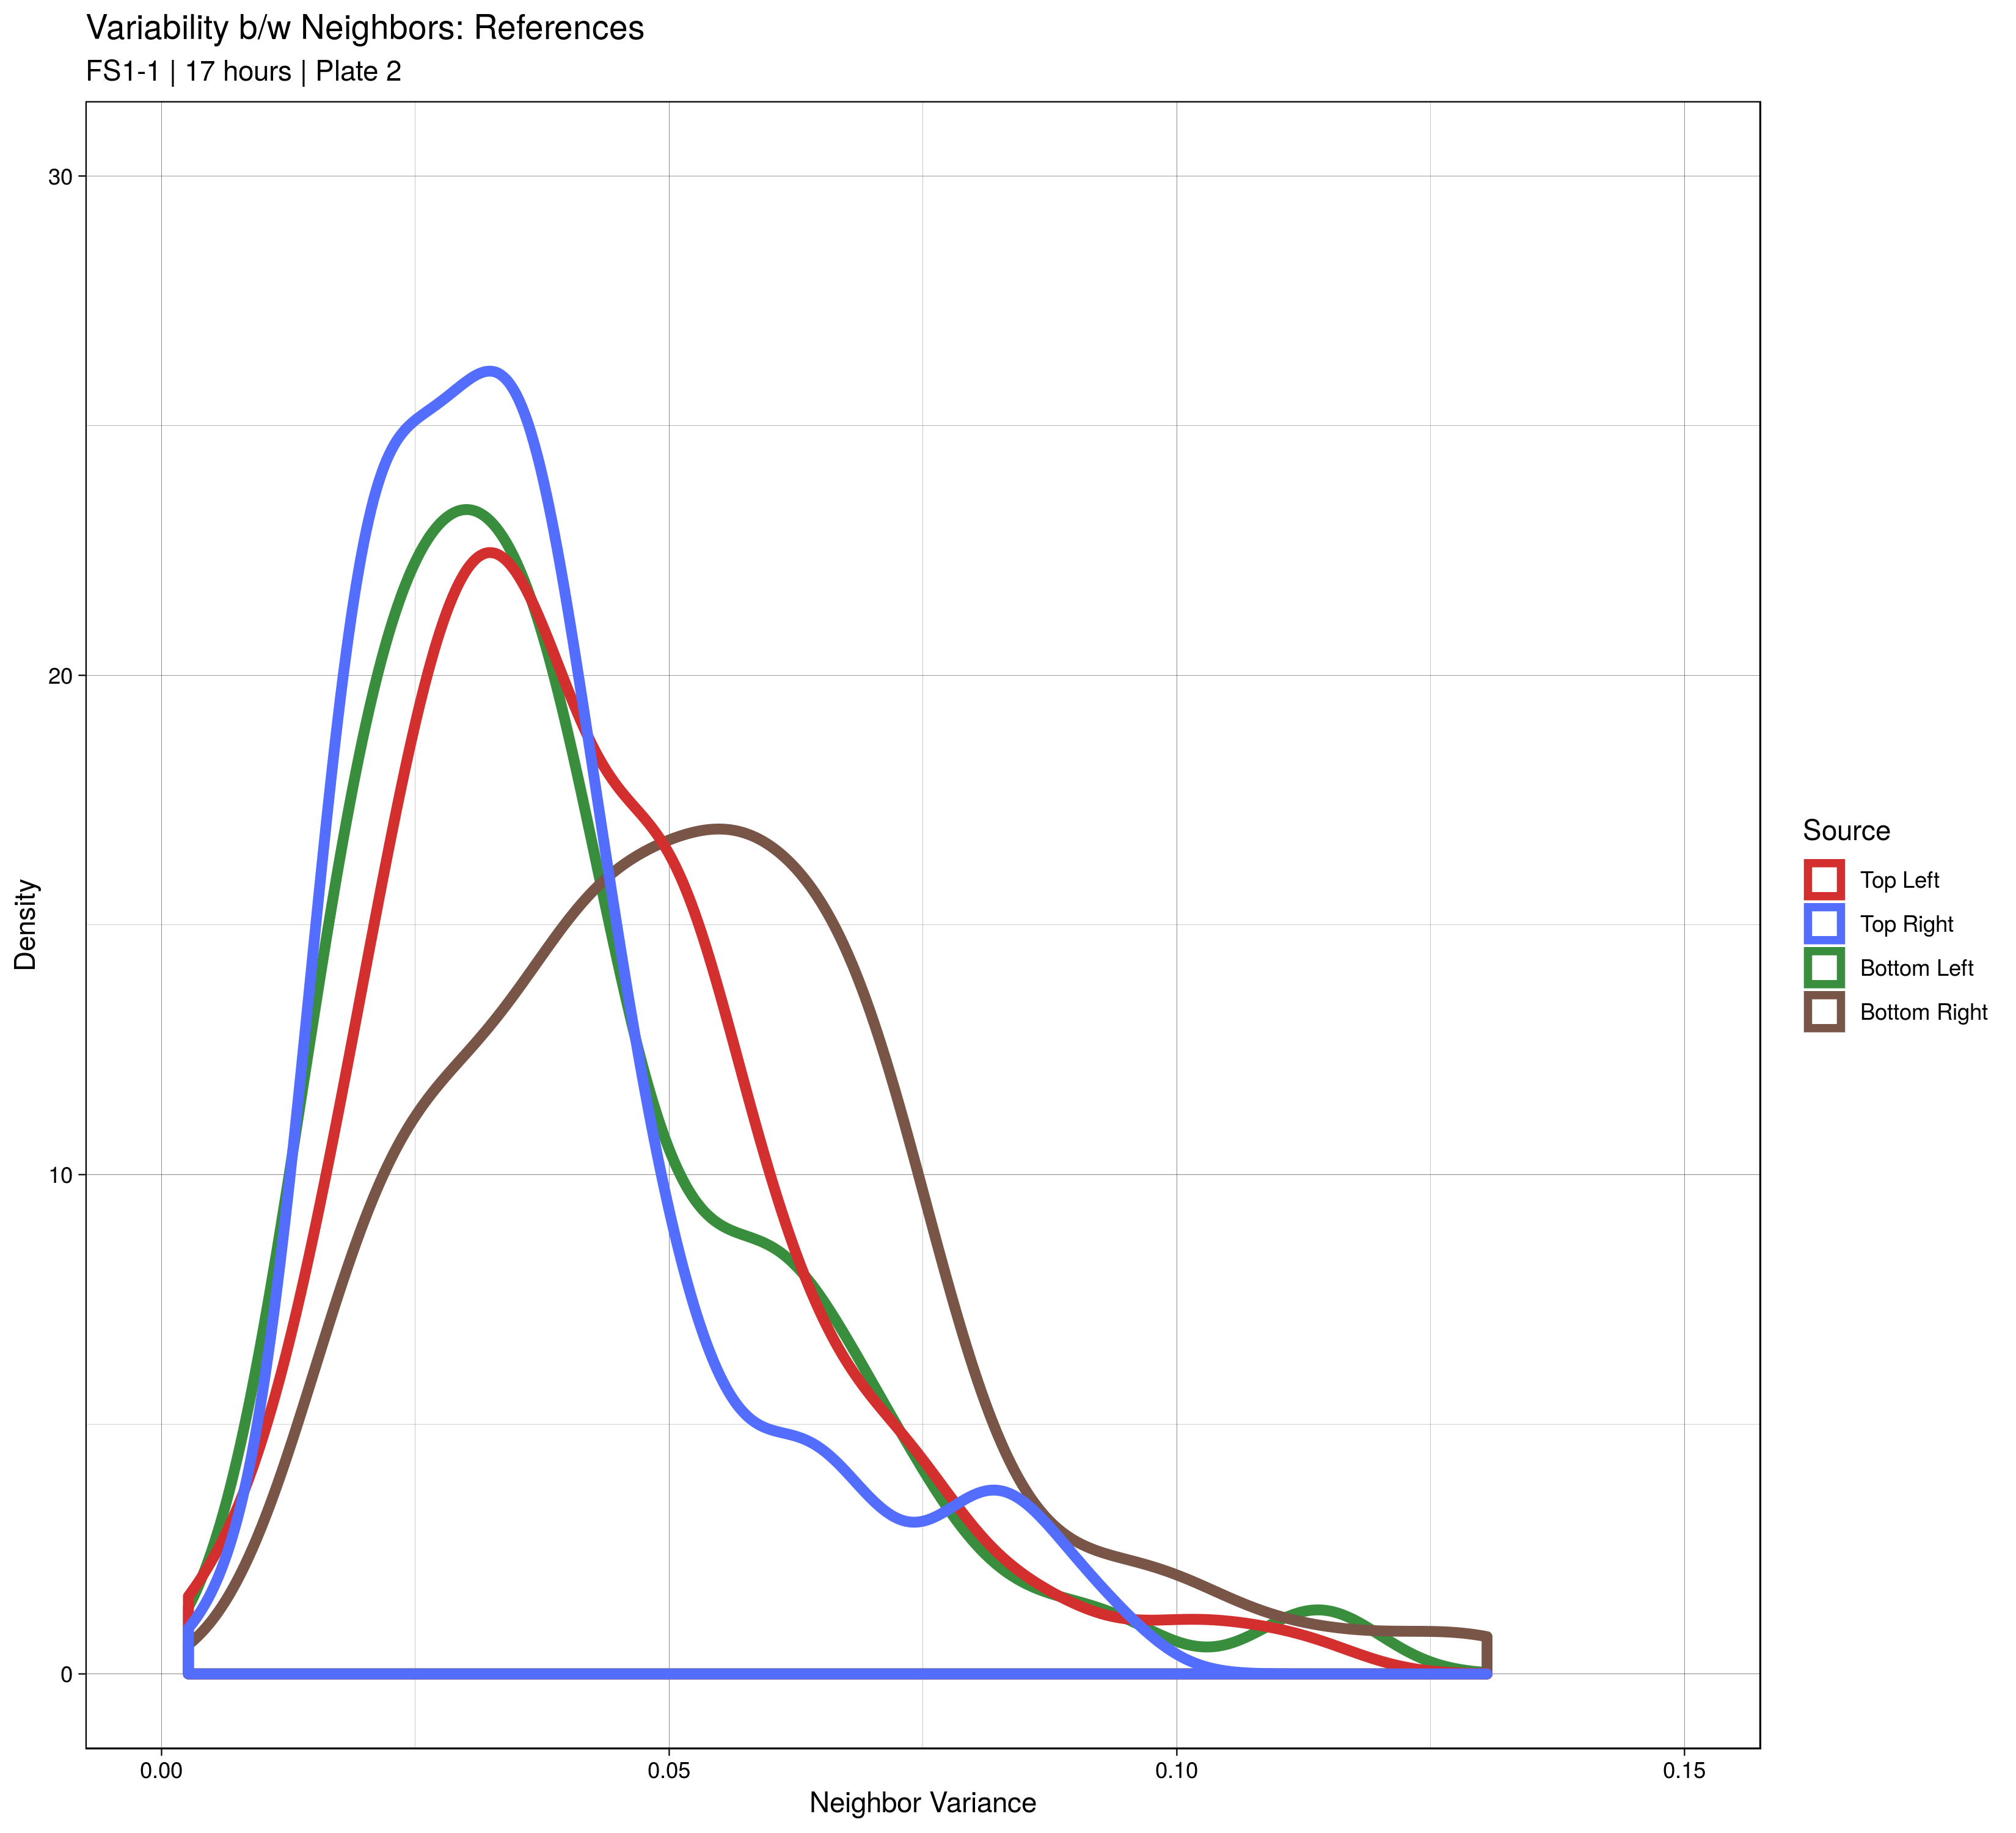 Variability b/w Neighbors: References
FS1-1 | 17 hours | Plate 2
30
20
10
0
Density
0.00
0.05
0.10
0.15
Neighbor Variance
Source
Top Left
Top Right
Bottom Left
Bottom Right